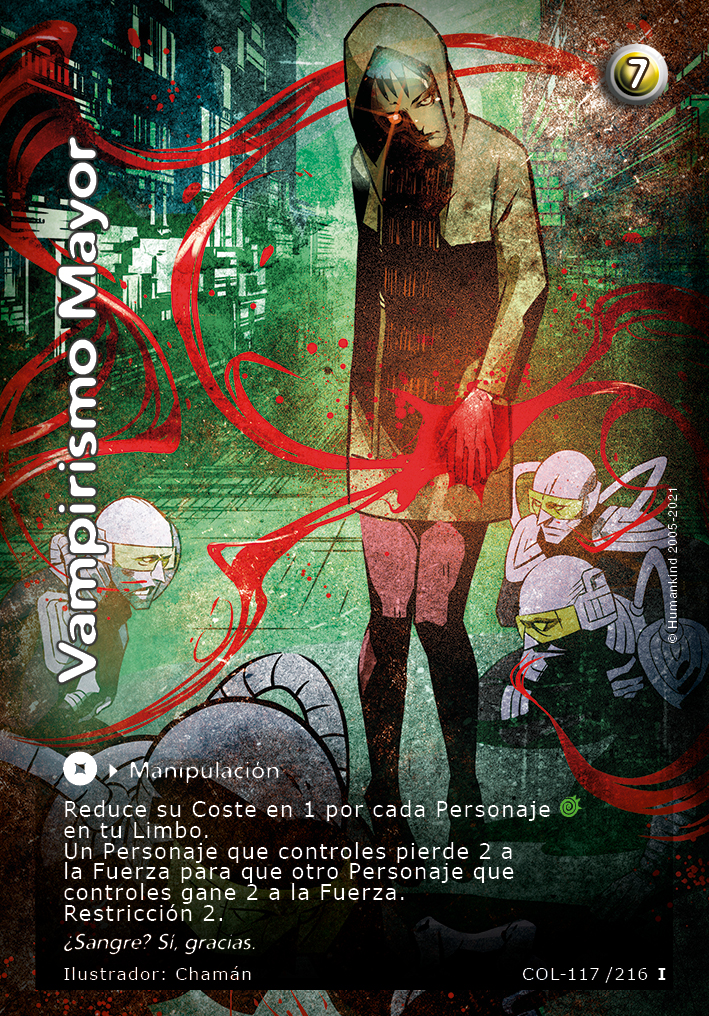 7
Vampirismo Mayor
© Humankind 2005-2021
Manipulación
Reduce su Coste en 1 por cada Personaje
en tu Limbo.
Un Personaje que controles pierde 2 a
la Fuerza para que otro Personaje que
controles gane 2 a la Fuerza.
Restricción 2.
¿Sangre? Sí, gracias.
Ilustrador: Chamán
COL-117 /216 I